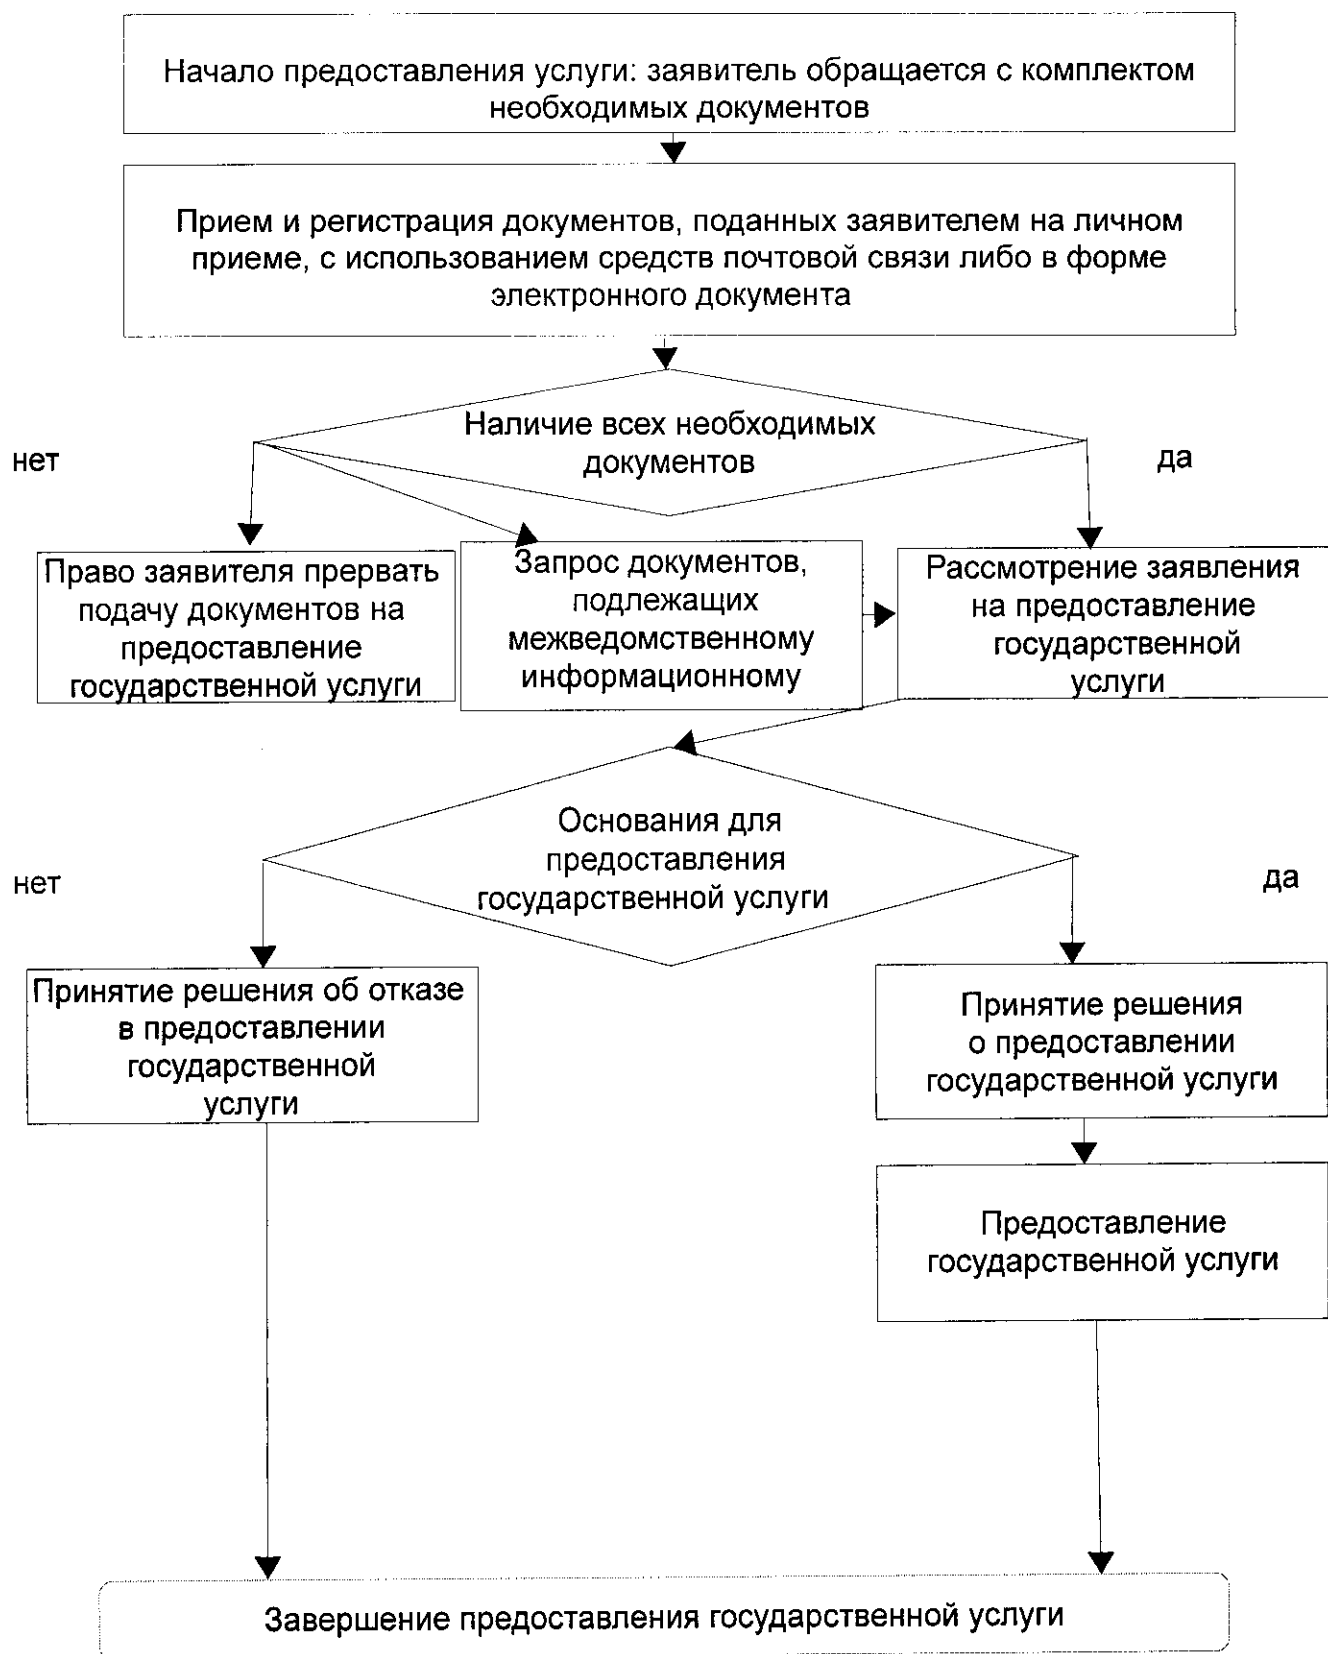 Начало предоставления услуги: заявитель обращается с комплектом
необходимых документов
Прием и регистрация документов, поданных заявителем на личном
приеме, с использованием средств почтовой связи либо в форме
электронного документа
Наличие всех необходимых
документов
нет
да
Право заявителя прервать
подачу документов на
предоставление
государственной услуги
Запрос документов,
подлежащих
межведомственному
информационному
Рассмотрение заявления
на предоставление
государственной
услуги
Основания для
предоставления
государственной услуги
нет
да
Принятие решения об отказе
в предоставлении
государственной
услуги
Принятие решения
о предоставлении
государственной услуги
Предоставление
государственной услуги
Завершение предоставления государственной услуги